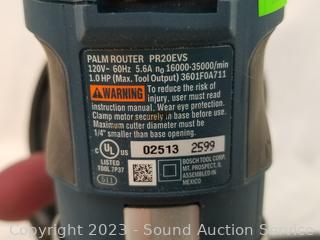 PALM ROUTER PR20EVS
120V~ 60Hz 5.6A n₀ 16000-35000/min
1.0 HP (Max. Tool Output) 3601F0A711
WARNING To reduce the
risk of injury, user must read
instruction manual. Wear eye protection.
Clamp motor securely in base before use.
Maximum cutter diameter must be
1/4" smaller than base opening.
C UL US
LISTED
TOOL 7P37
511
02513 2599
BOSCH TOOL CORP.
MT. PROSPECT, IL
ASSEMBLED IN
MEXICO
Copyright 2023 - Sound Auction Service